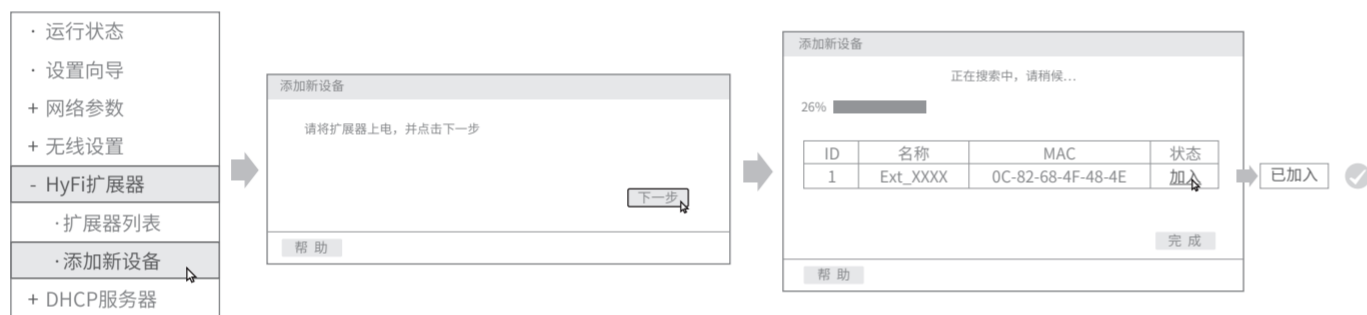 · 运行状态
· 设置向导
+ 网络参数
+ 无线设置
- HyFi扩展器
·扩展器列表
·添加新设备
+ DHCP服务器
添加新设备
请将扩展器上电，并点击下一步
下一步
帮 助
添加新设备
正在搜索中，请稍候...
26%
ID 名称 MAC 状态
1 Ext_XXXX 0C-82-68-4F-48-4E 加入
完 成
帮 助
已加入